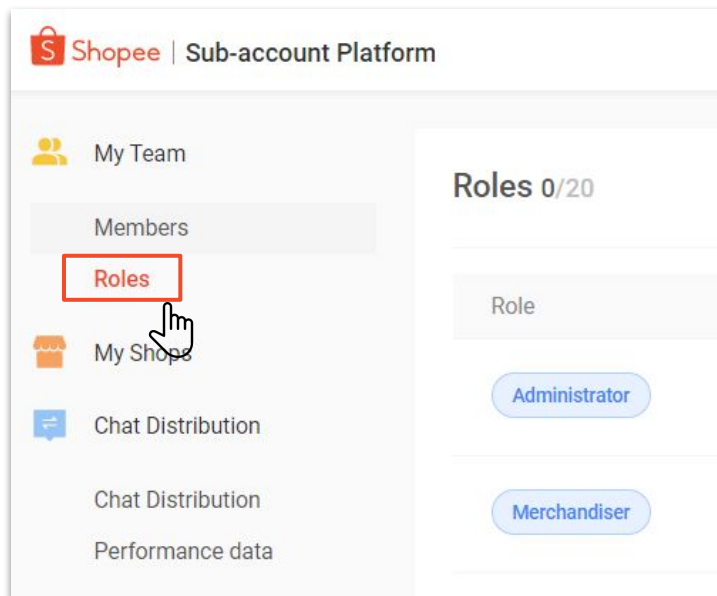 Shopee | Sub-account Platform
My Team
Members
Roles
My Shops
Chat Distribution
Chat Distribution
Performance data
Roles 0/20
Role
Administrator
Merchandiser